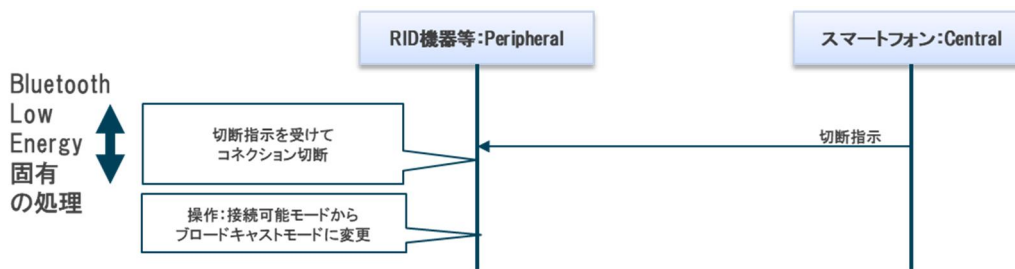 RID機器等:Peripheral
スマートフォン:Central
Bluetooth
Low
Energy
固有
の処理
切断指示を受けて
コネクション切断
切断指示
操作:接続可能モードから
ブロードキャストモードに変更